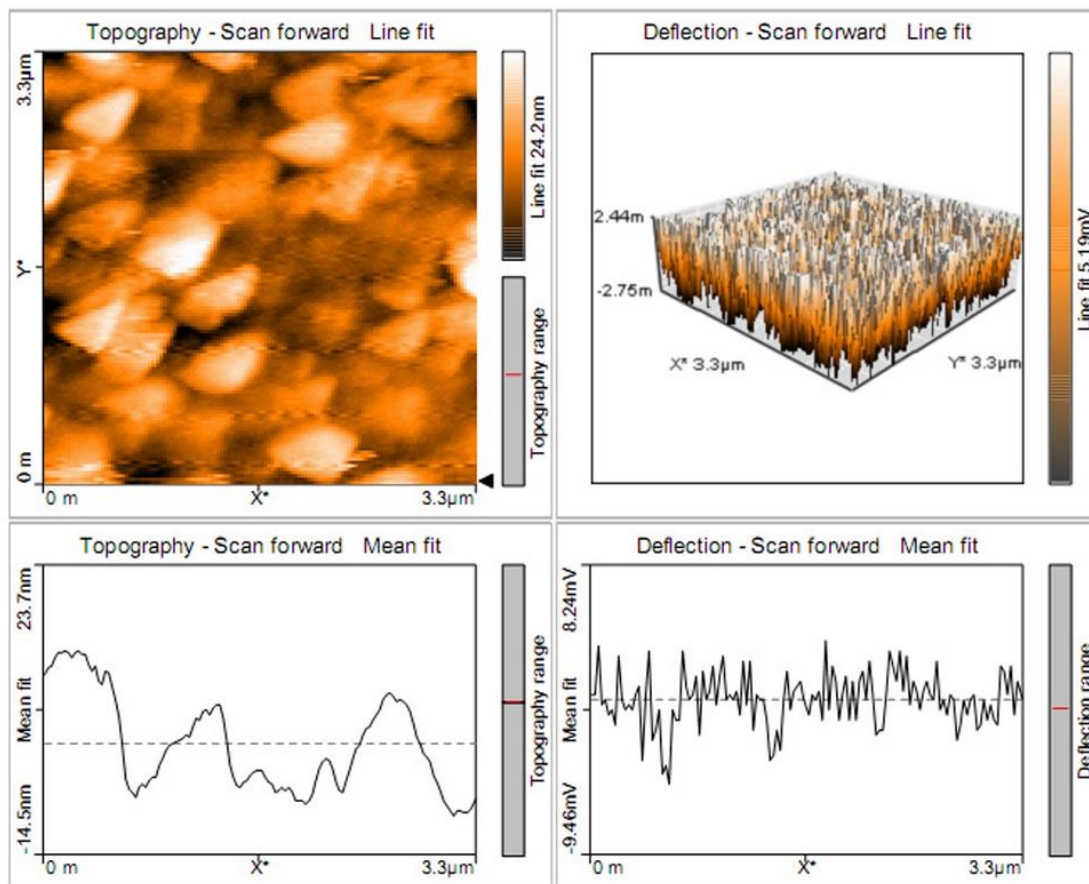 Topography - Scan forward Line fit
3.3µm
Y*
0 m
0 m
X*
3.3µm
Line fit 24.2nm
Topography range
Deflection - Scan forward Line fit
2.44m
-2.75m
X* 3.3µm
Y* 3.3µm
Line fit 5.19mV
Topography - Scan forward Mean fit
23.7nm
Mean fit
-14.5nm
0 m
X*
3.3µm
Topography range
Deflection - Scan forward Mean fit
8.24mV
Mean fit
-9.46mV
0 m
X*
3.3µm
Deflection range